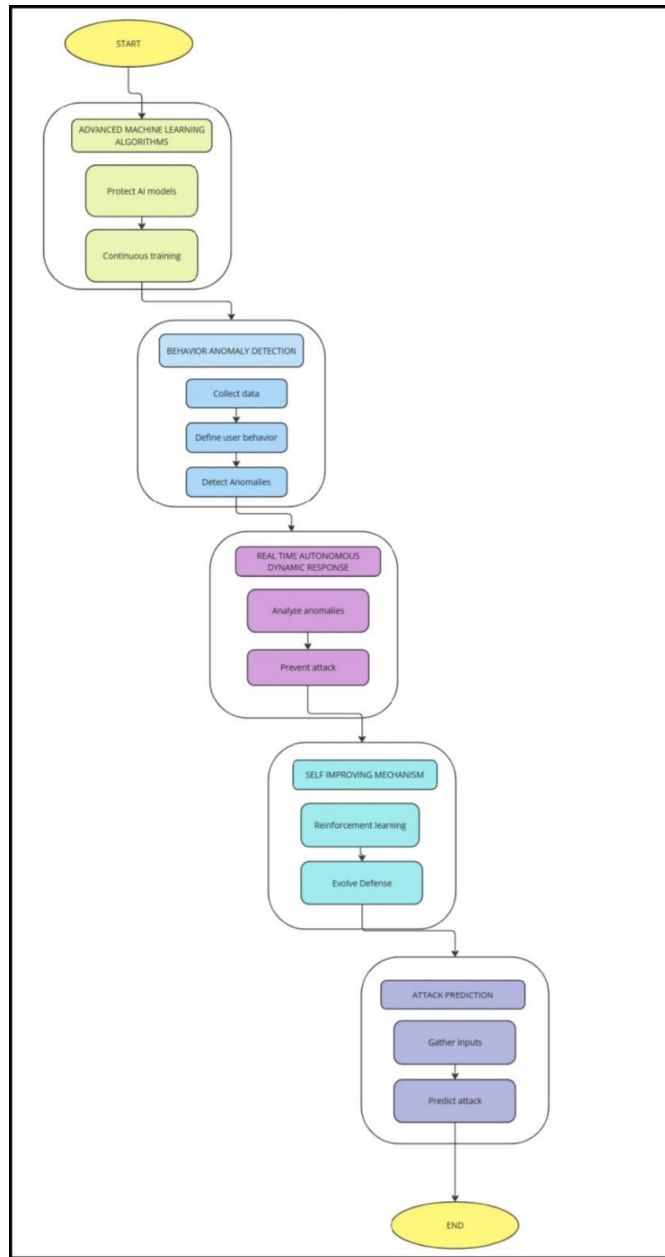 START
ADVANCED MACHINE LEARNING
ALGORITHMS
Protect AI models
Continuous training
BEHAVIOR ANOMALY DETECTION
Collect data
Define user behavior
Detect Anomalies
REAL TIME AUTONOMOUS
DYNAMIC RESPONSE
Analyze anomalies
Prevent attack
SELF IMPROVING MECHANISM
Reinforcement learning
Evolve Defense
ATTACK PREDICTION
Gather inputs
Predict attack
END